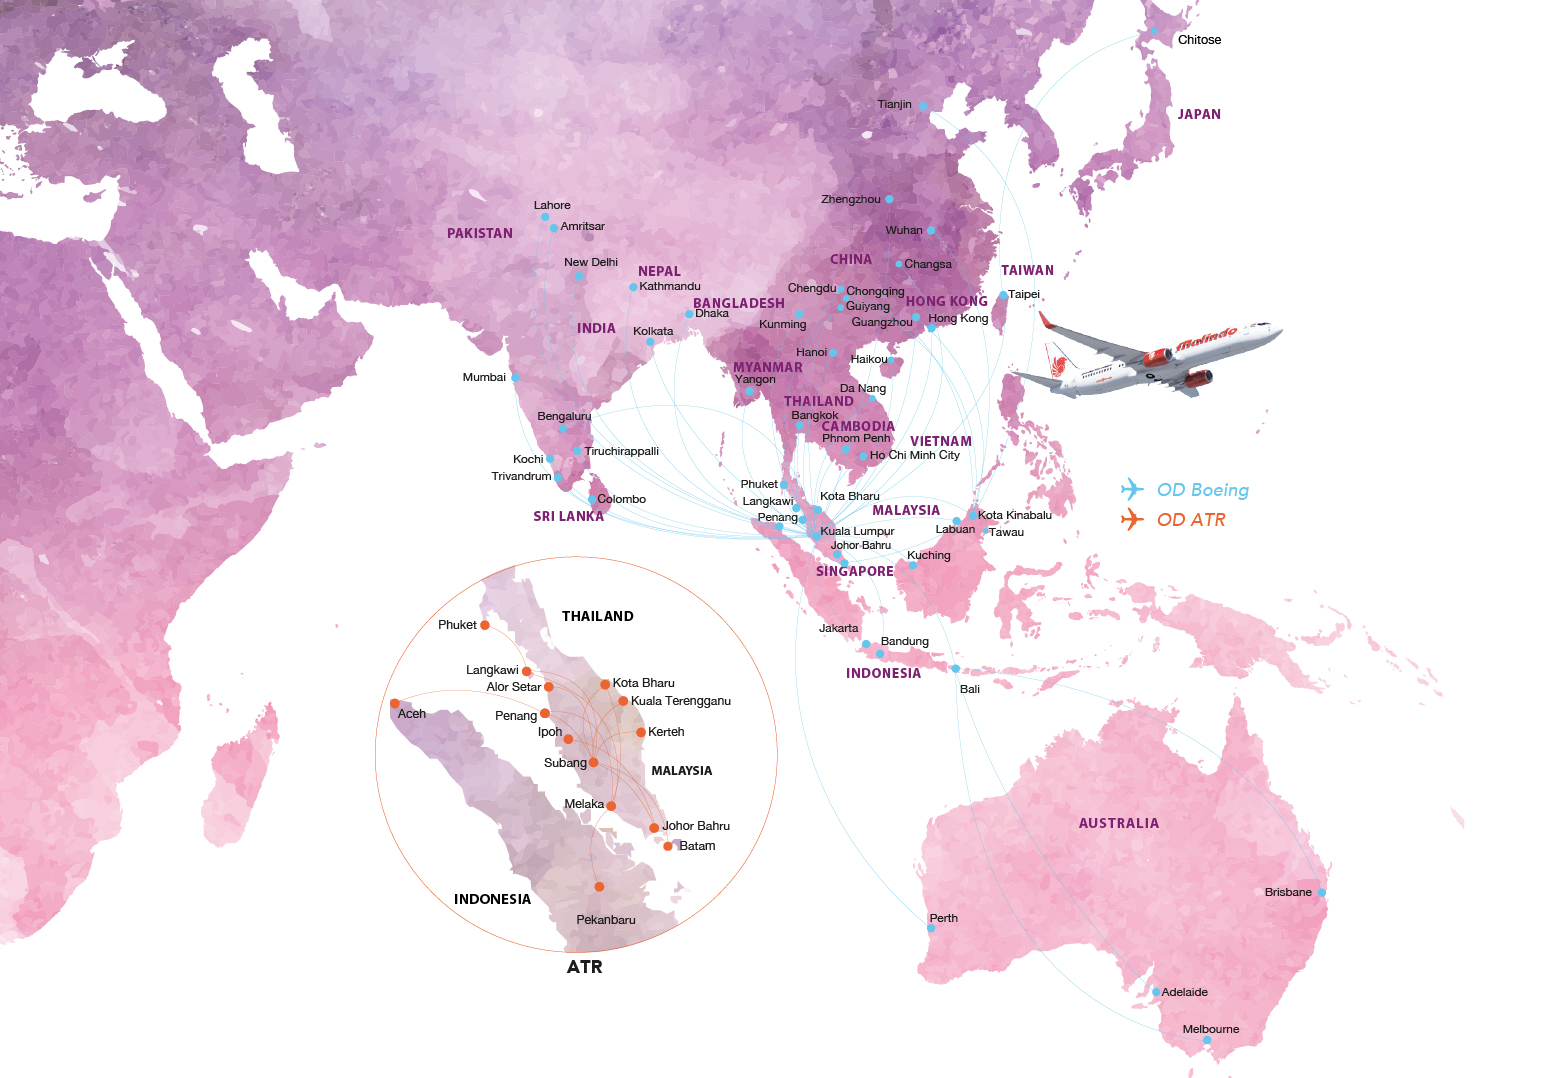 Chitose
Tianjin
JAPAN
Zhengzhou
Lahore
Amritsar
PAKISTAN
Wuhan
CHINA
Changsa
New Delhi
NEPAL
TAIWAN
Kathmandu
Chengdu
Chongqing
Taipei
BANGLADESH
HONG KONG
Guiyang
Dhaka
Hong Kong
Kunming
Guangzhou
INDIA
Kolkata
Malindo
Hanoi
Haikou
MYANMAR
Mumbai
Yangon
Da Nang
THAILAND
Bengaluru
Bangkok
CAMBODIA
Phnom Penh
VIETNAM
Tiruchirappalli
Ho Chi Minh City
Kochi
Trivandrum
Phuket
OD Boeing
Colombo
Langkawi
Kota Bharu
SRI LANKA
Penang
MALAYSIA
Kota Kinabalu
OD ATR
Kuala Lumpur
Labuan
Tawau
Johor Bahru
Kuching
SINGAPORE
THAILAND
Phuket
Jakarta
Bandung
Langkawi
INDONESIA
Alor Setar
Kota Bharu
Bali
Kuala Terengganu
Aceh
Penang
Ipoh
Kerteh
Subang
MALAYSIA
Melaka
Johor Bahru
AUSTRALIA
Batam
INDONESIA
Brisbane
Pekanbaru
Perth
ATR
Adelaide
Melbourne